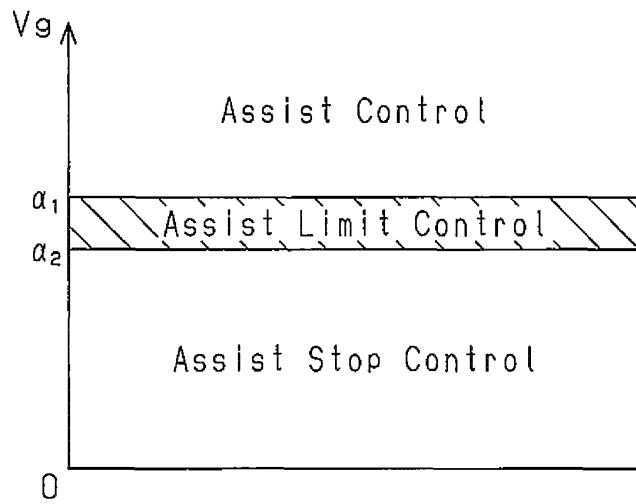 Vg
Assist Control
α1
Assist Limit Control
α2
Assist Stop Control
0